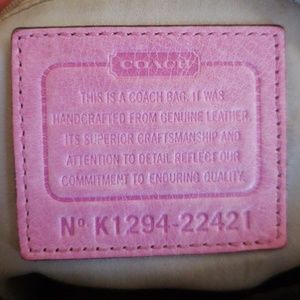 COACH
THIS IS A COACH BAG. IT WAS
HANDCRAFTED FROM GENUINE LEATHER.
ITS SUPERIOR CRAFTSMANSHIP AND
ATTENTION TO DETAIL REFLECT OUR
COMMITMENT TO ENDURING QUALITY.
Nº K1294-22421